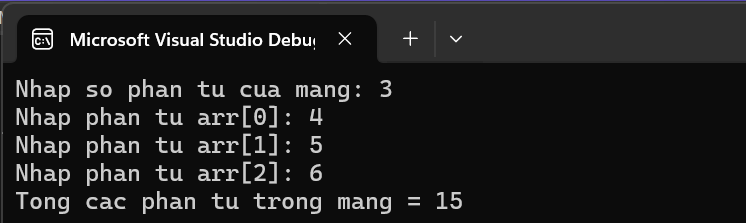 Microsoft Visual Studio Debu
Nhap so phan tu cua mang: 3
Nhap phan tu arr[0]: 4
Nhap phan tu arr[1]: 5
Nhap phan tu arr[2]: 6
Tong cac phan tu trong mang = 15